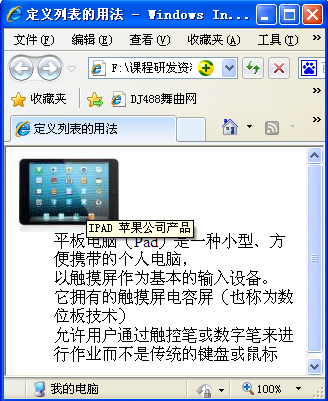 定义列表的用法 - Windows In...
文件(F) 编辑(E) 查看(V) 收藏夹(A) 工具(T) »
F:\课程研发资
收藏夹 DJ488舞曲网
定义列表的用法
IPAD 苹果公司产品
平板电脑（Pad）是一种小型、方
便携带的个人电脑，
以触摸屏作为基本的输入设备。
它拥有的触摸屏电容屏（也称为数
位板技术）
允许用户通过触控笔或数字笔来进
行作业而不是传统的键盘或鼠标
我的电脑 100%